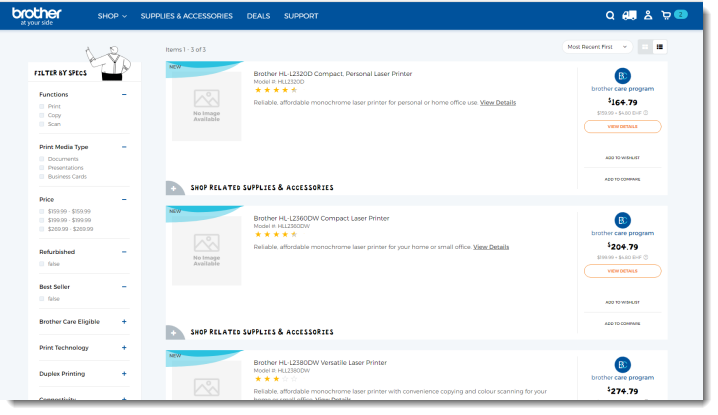 brother
at your side
SHOP
SUPPLIES & ACCESSORIES
DEALS
SUPPORT
2
Items 1 - 3 of 3
Most Recent First
FILTER BY SPECS
Functions
Print
Copy
Scan
Print Media Type
Documents
Presentations
Business Cards
Price
$159.99 - $159.99
$199.99 - $199.99
$269.99 - $269.99
Refurbished
false
Best Seller
false
Brother Care Eligible
Print Technology
Duplex Printing
Connectivity
NEW
No Image
Available
Brother HL-L2320D Compact, Personal Laser Printer
Model #: HLL2320D
Reliable, affordable monochrome laser printer for personal or home office use. View Details
SHOP RELATED SUPPLIES & ACCESSORIES
BC
brother care program
$164.79
$159.99 + $4.80 EHF
VIEW DETAILS
ADD TO WISHLIST
ADD TO COMPARE
NEW
No Image
Available
Brother HL-L2360DW Compact Laser Printer
Model #: HLL2360DW
Reliable, affordable monochrome laser printer for your home or small office. View Details
SHOP RELATED SUPPLIES & ACCESSORIES
BC
brother care program
$204.79
$199.99 + $4.80 EHF
VIEW DETAILS
ADD TO WISHLIST
ADD TO COMPARE
NEW
Brother HL-L2380DW Versatile Laser Printer
Model #: HLL2380DW
Reliable, affordable monochrome laser printer with convenience copying and colour scanning for your
home or small office. View Details
BC
brother care program
$274.79